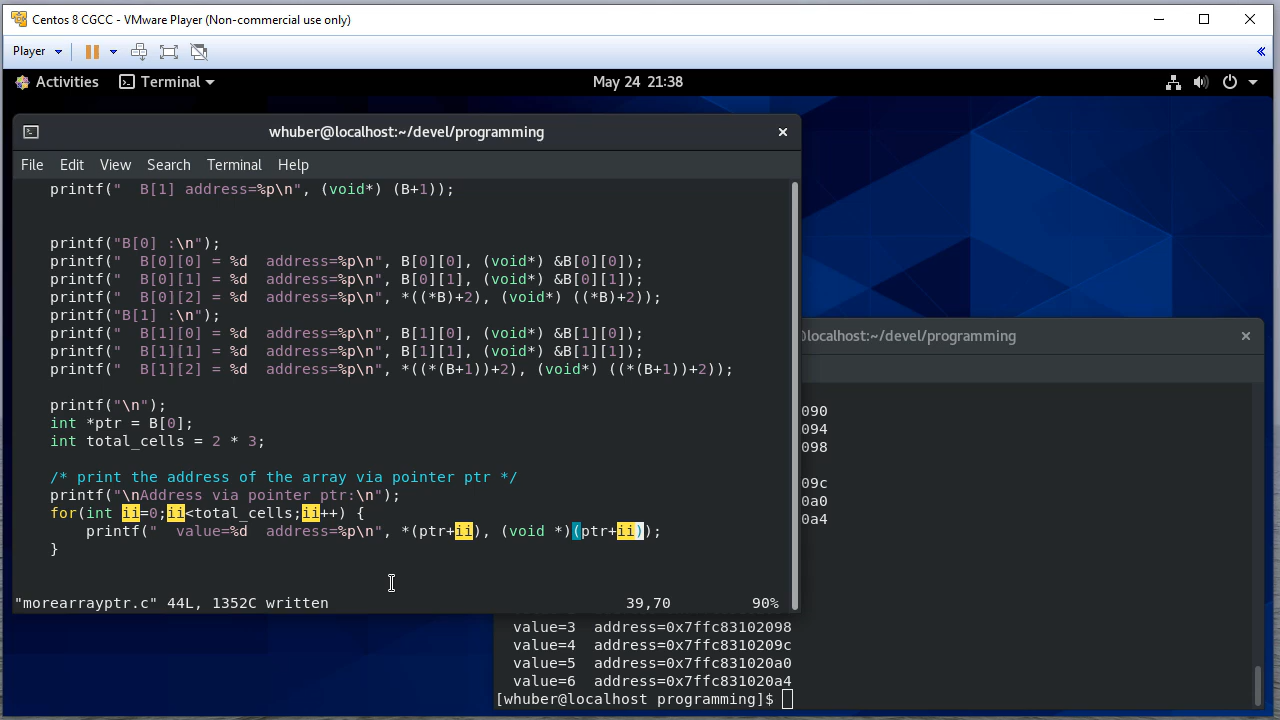 Centos 8 CGCC - VMware Player (Non-commercial use only)
Player
«
Activities Terminal May 24 21:38
whuber@localhost:~/devel/programming
File Edit View Search Terminal Help
printf("  B[1] address=%p\n", (void*) (B+1));
printf("B[0] :\n");
printf("  B[0][0] = %d  address=%p\n", B[0][0], (void*) &B[0][0]);
printf("  B[0][1] = %d  address=%p\n", B[0][1], (void*) &B[0][1]);
printf("  B[0][2] = %d  address=%p\n", *((*B)+2), (void*) ((*B)+2));
printf("B[1] :\n");
printf("  B[1][0] = %d  address=%p\n", B[1][0], (void*) &B[1][0]);
printf("  B[1][1] = %d  address=%p\n", B[1][1], (void*) &B[1][1]);
printf("  B[1][2] = %d  address=%p\n", *((*(B+1))+2), (void*) ((*(B+1))+2));
printf("\n");
int *ptr = B[0];
int total_cells = 2 * 3;
/* print the address of the array via pointer ptr */
printf("\nAddress via pointer ptr:\n");
for(int ii=0;ii<total_cells;ii++) {
printf("  value=%d  address=%p\n", *(ptr+ii), (void *)(ptr+ii));
}
"morearrayptr.c" 44L, 1352C written 39,70 90%
localhost:~/devel/programming
090
094
098
09c
0a0
0a4
value=3  address=0x7ffc83102098
value=4  address=0x7ffc8310209c
value=5  address=0x7ffc831020a0
value=6  address=0x7ffc831020a4
[whuber@localhost programming]$